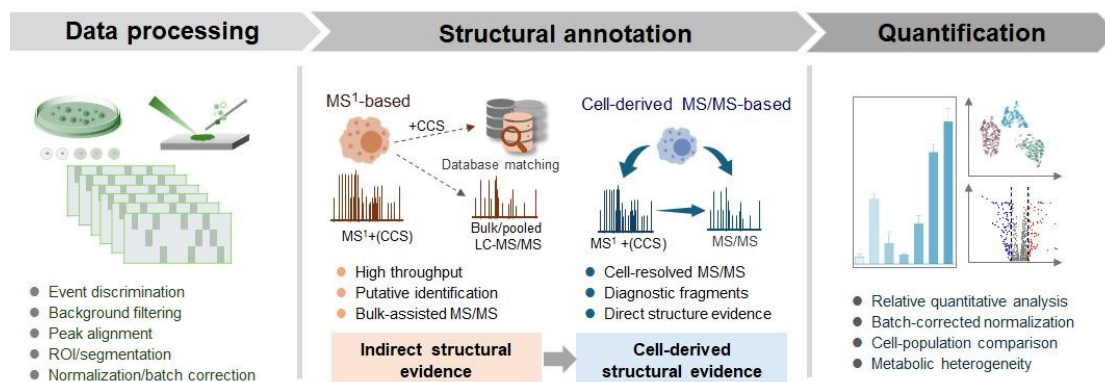 Data processing
Structural annotation
Quantification
Event discrimination
Background filtering
Peak alignment
ROI/segmentation
Normalization/batch correction
MS¹-based
+CCS
Database matching
MS¹+(CCS)
Bulk/pooled
LC-MS/MS
High throughput
Putative identification
Bulk-assisted MS/MS
Indirect structural
evidence
Cell-derived MS/MS-based
MS¹ +(CCS)
MS/MS
Cell-resolved MS/MS
Diagnostic fragments
Direct structure evidence
Cell-derived
structural evidence
Relative quantitative analysis
Batch-corrected normalization
Cell-population comparison
Metabolic heterogeneity